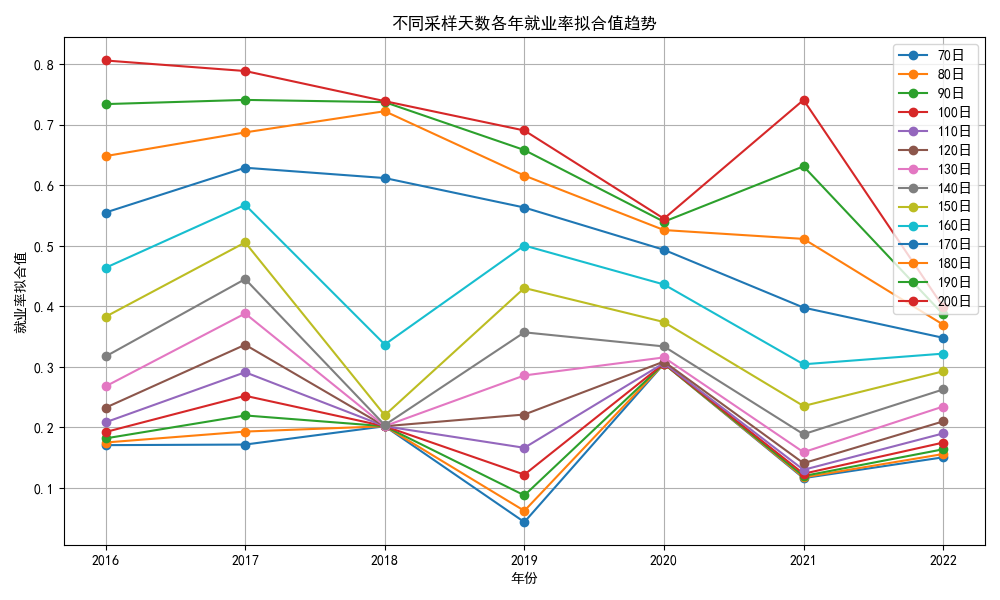 不同采样天数各年就业率拟合值趋势
就业率拟合值
0.8
0.7
0.6
0.5
0.4
0.3
0.2
0.1
70日
80日
90日
100日
110日
120日
130日
140日
150日
160日
170日
180日
190日
200日
2016
2017
2018
2019
2020
2021
2022
年份